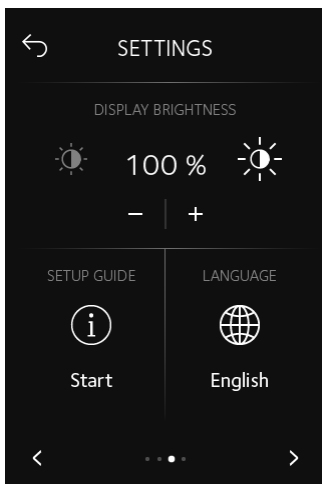 SETTINGS
DISPLAY BRIGHTNESS
100 %
− | +
SETUP GUIDE
LANGUAGE
i
Start
English